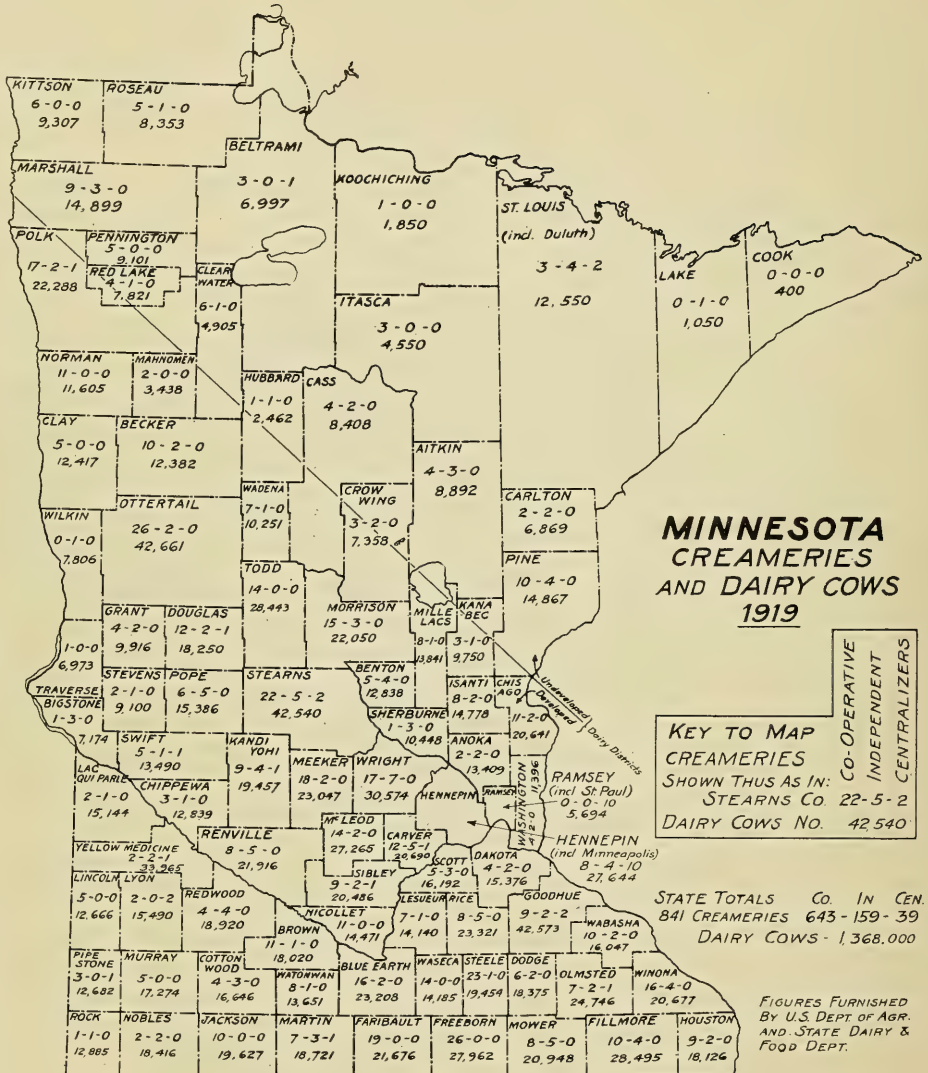 KITTSON
6-0-0
9,307
ROSEAU
5-1-0
8,353
BELTRAMI
3-0-1
6,997
MARSHALL
9-3-0
14,899
KOOCHICHING
1-0-0
1,850
ST. LOUIS
(incl. Duluth)
3-4-2
12,550
LAKE
0-1-0
1,050
COOK
0-0-0
400
POLK
17-2-1
22,288
PENNINGTON
5-0-0
9,101
RED LAKE
4-1-0
7,821
CLEAR
WATER
6-1-0
4,905
ITASCA
3-0-0
4,550
NORMAN
11-0-0
11,605
MAHNOMEN
2-0-0
3,438
HUBBARD
1-1-0
2,462
CASS
4-2-0
8,408
CLAY
5-0-0
12,417
BECKER
10-2-0
12,382
AITKIN
4-3-0
8,892
WADENA
7-1-0
10,251
CROW
WING
3-2-0
7,358
CARLTON
2-2-0
6,869
WILKIN
0-1-0
7,806
OTTERTAIL
26-2-0
42,661
PINE
10-4-0
14,867
TODD
14-0-0
28,443
MORRISON
15-3-0
22,050
MILLE
LACS
8-1-0
13,841
KANA
BEC
3-1-0
9,750
GRANT
4-2-0
9,916
DOUGLAS
12-2-1
18,250
1-0-0
6,973
TRAVERSE
STEVENS
2-1-0
9,100
POPE
6-5-0
15,386
STEARNS
22-5-2
42,540
BENTON
5-4-0
12,838
ISANTI
8-2-0
14,778
CHIS
AGO
11-2-0
20,641
Undeveloped
Developed
Dairy Districts
BIGSTONE
1-3-0
7,174
SHERBURNE
1-3-0
10,448
SWIFT
5-1-1
13,490
KANDI
YOHI
9-4-1
19,457
MEEKER
18-2-0
23,047
WRIGHT
17-7-0
30,574
ANOKA
2-2-0
13,409
HENNEPIN
RAMSEY
WASHINGTON
4-2-0
11,396
RAMSEY
(incl St. Paul)
0-0-10
5,694
HENNEPIN
(incl Minneapolis)
8-4-10
27,644
LAC
QUI PARLE
2-1-0
15,144
CHIPPEWA
3-1-0
12,839
RENVILLE
8-5-0
21,916
McLEOD
14-2-0
27,265
CARVER
12-5-1
20,690
YELLOW MEDICINE
2-2-1
23,265
SIBLEY
9-2-1
20,486
SCOTT
5-3-0
16,192
DAKOTA
4-2-0
15,376
LINCOLN
5-0-0
12,666
LYON
2-0-2
15,490
REDWOOD
4-4-0
18,920
NICOLLET
11-0-0
14,471
LESUEUR
7-1-0
14,140
RICE
8-5-0
23,321
GOODHUE
9-2-2
42,573
WABASHA
10-2-0
16,047
BROWN
11-1-0
18,020
PIPE
STONE
3-0-1
12,682
MURRAY
5-0-0
17,274
COTTON
WOOD
4-3-0
16,646
WATONWAN
8-1-0
13,651
BLUE EARTH
16-2-0
23,208
WASECA
14-0-0
14,185
STEELE
23-1-0
19,454
DODGE
6-2-0
18,375
OLMSTED
7-2-1
24,746
WINONA
16-4-0
20,677
ROCK
1-1-0
12,885
NOBLES
2-2-0
18,416
JACKSON
10-0-0
19,627
MARTIN
7-3-1
18,721
FARIBAULT
19-0-0
21,676
FREEBORN
26-0-0
27,962
MOWER
8-5-0
20,948
FILLMORE
10-4-0
28,495
HOUSTON
9-2-0
18,126
MINNESOTA
CREAMERIES
AND DAIRY COWS
1919
CO-OPERATIVE
INDEPENDENT
CENTRALIZERS
KEY TO MAP
CREAMERIES
SHOWN THUS AS IN:
STEARNS CO. 22-5-2
DAIRY COWS NO. 42,540
STATE TOTALS CO. IN CEN.
841 CREAMERIES 643-159-39
DAIRY COWS - 1,368.000
FIGURES FURNISHED
BY U.S. DEPT OF AGR.
AND STATE DAIRY &
FOOD DEPT.